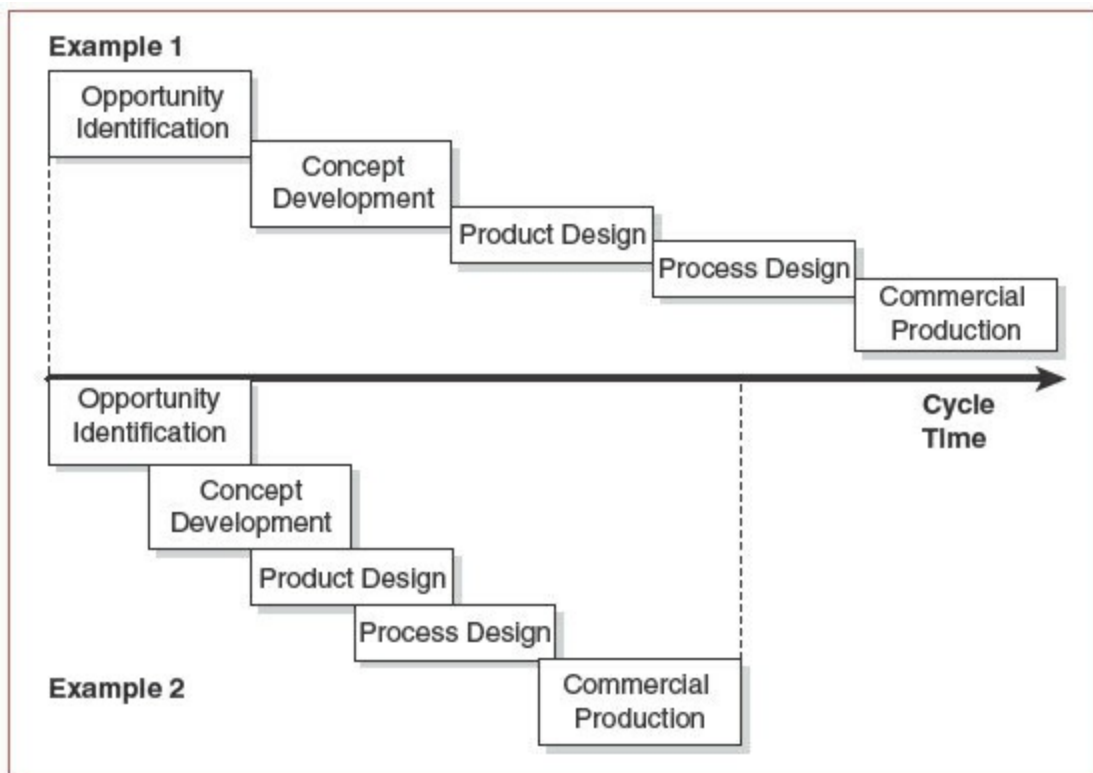 Example 1
Opportunity
Identification
Concept
Development
Product Design
Process Design
Commercial
Production
Cycle
Time
Opportunity
Identification
Concept
Development
Product Design
Process Design
Commercial
Production
Example 2